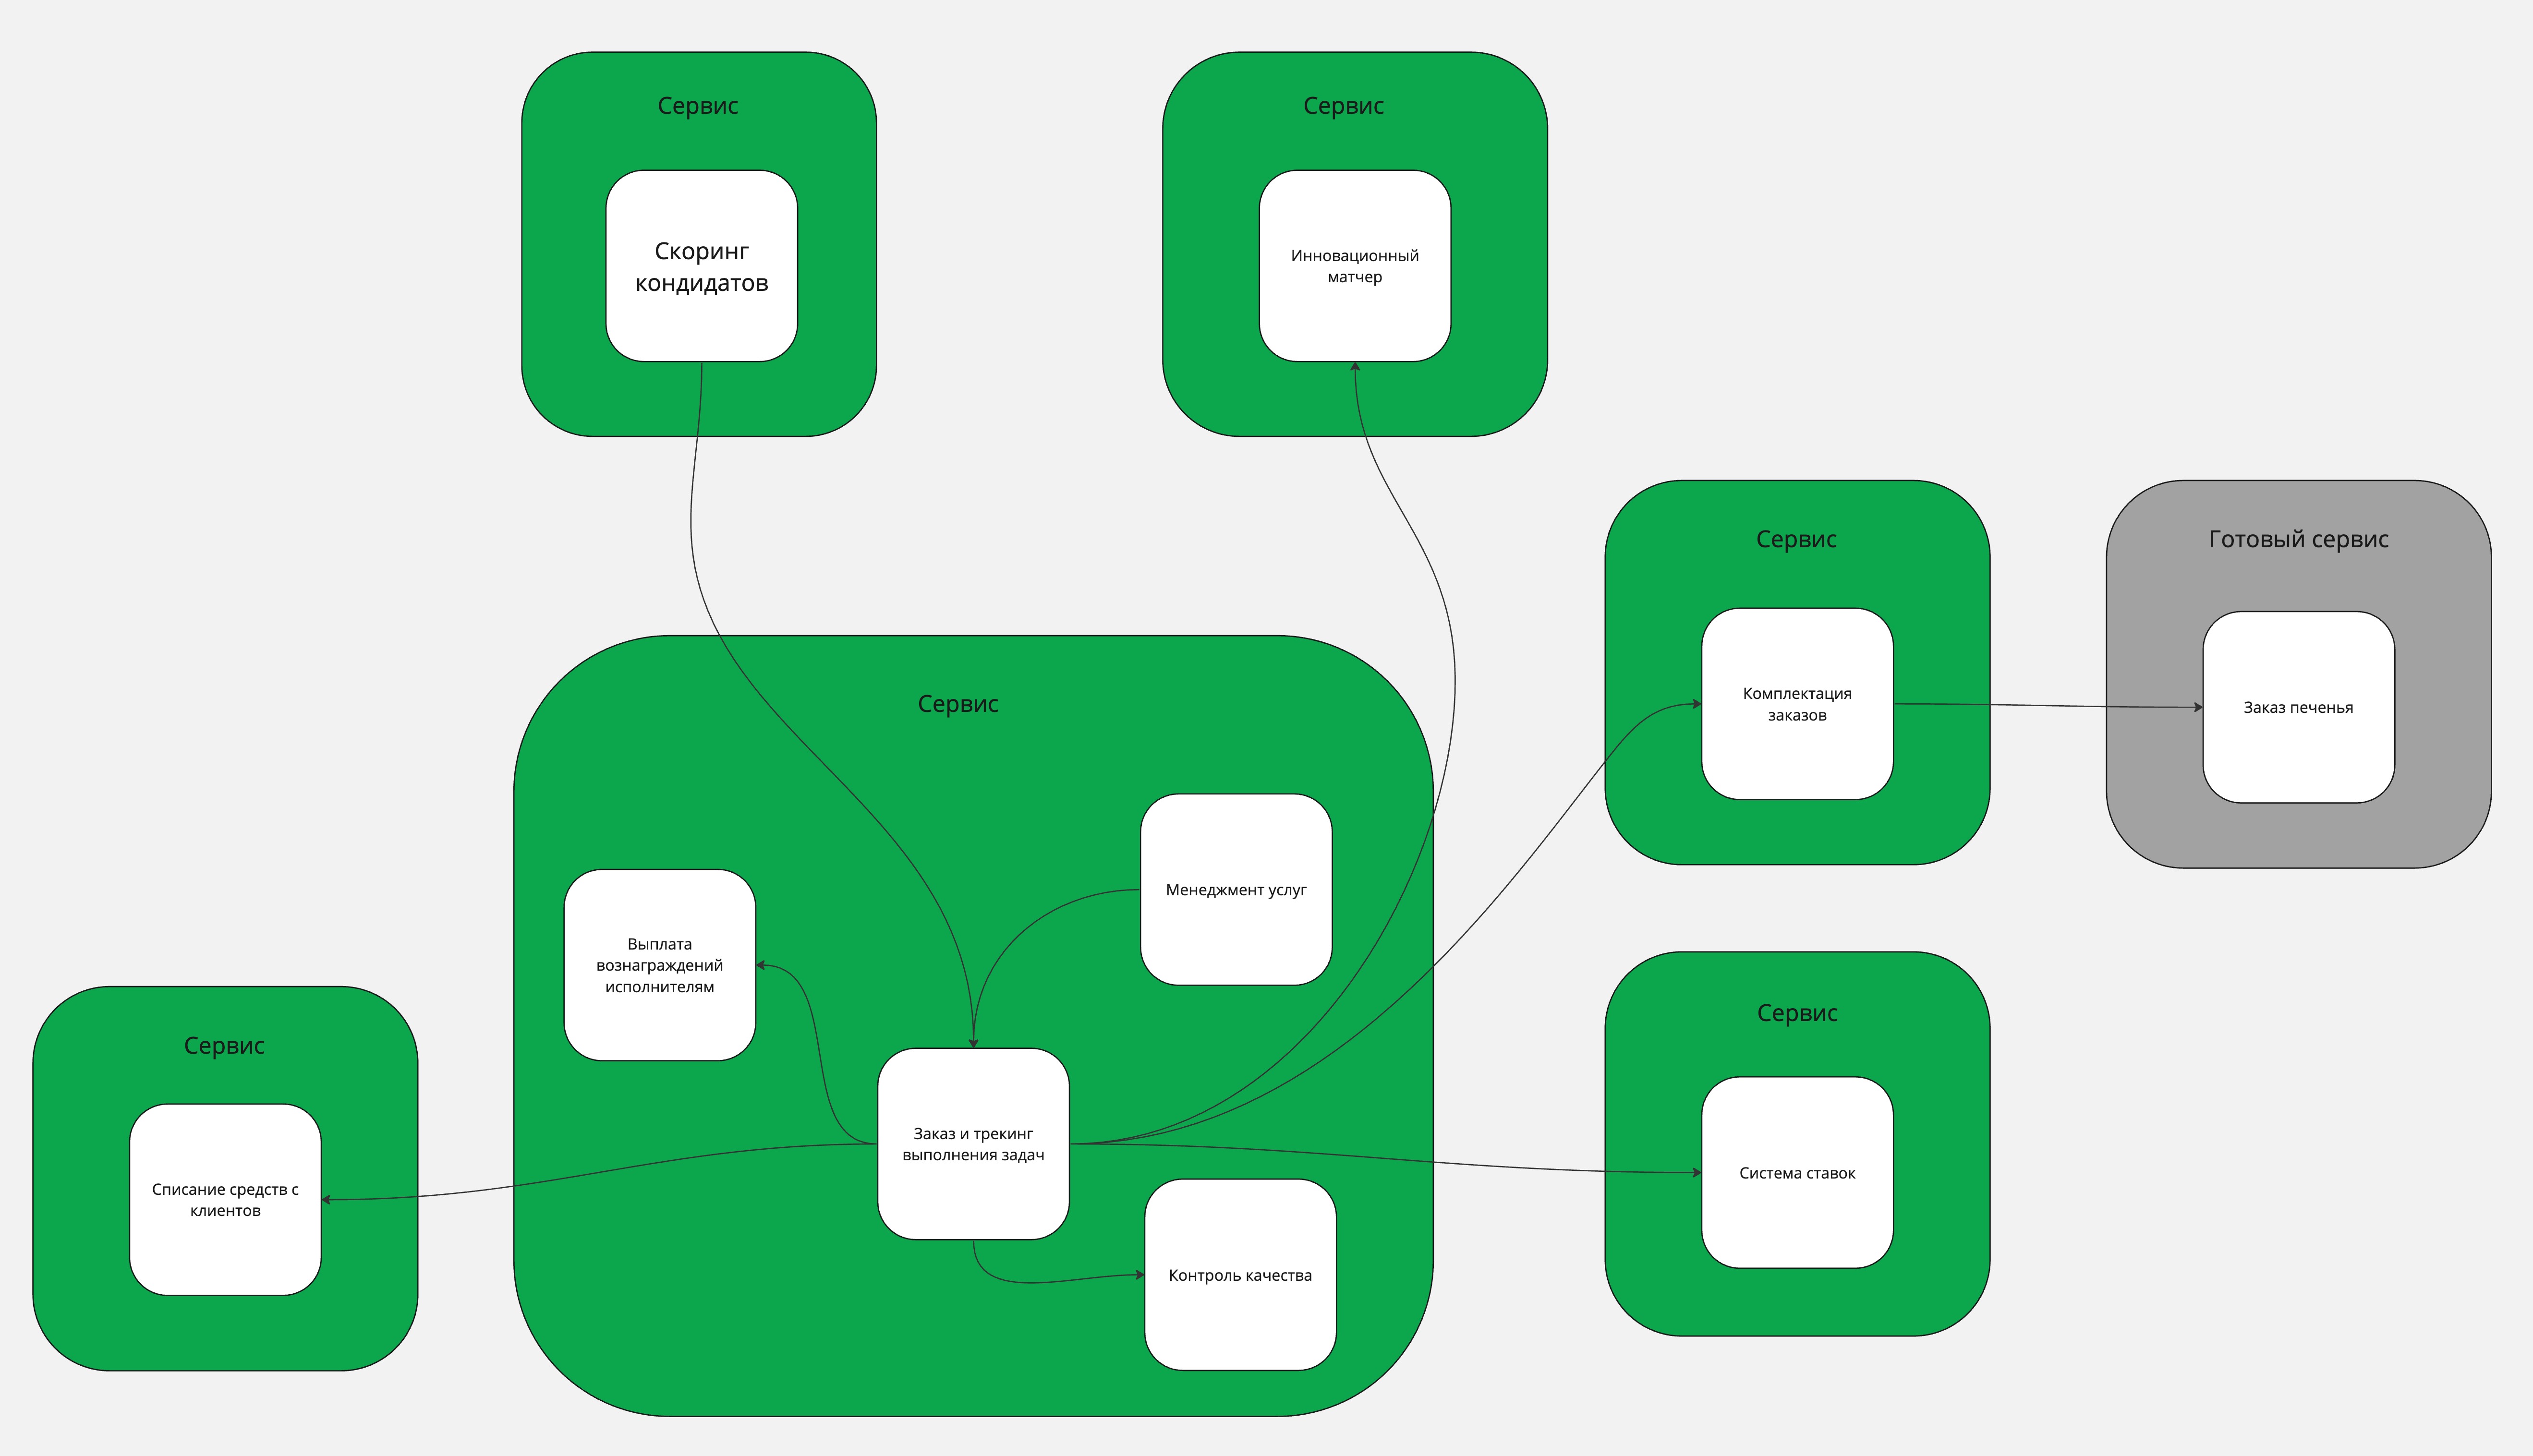 Сервис
Скоринг
кондидатов
Сервис
Инновационный
матчер
Сервис
Комплектация
заказов
Готовый сервис
Заказ печенья
Сервис
Менеджмент услуг
Выплата
вознаграждений
исполнителям
Заказ и трекинг
выполнения задач
Контроль качества
Сервис
Списание средств с
клиентов
Сервис
Система ставок